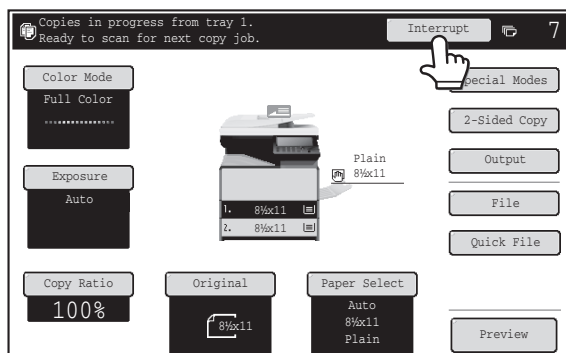 Copies in progress from tray 1.
Ready to scan for next copy job.
Interrupt
7
Color Mode
Full Color
Exposure
Auto
Copy Ratio
100%
Plain
8½x11
1. 8½x11
2. 8½x11
Original
8½x11
Paper Select
Auto
8½x11
Plain
pecial Modes
2-Sided Copy
Output
File
Quick File
Preview